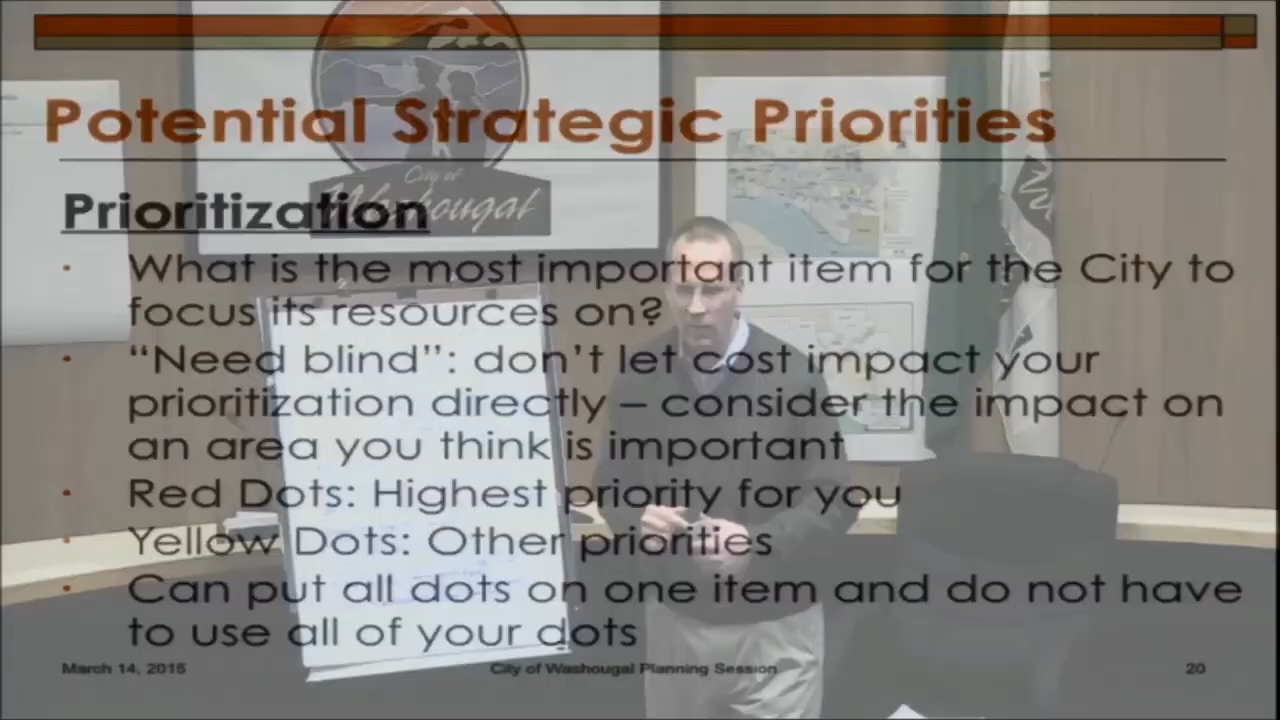 Potential Strategic Priorities
City of
Washougal
Prioritization
• What is the most important item for the City to
focus its resources on?
• “Need blind”: don’t let cost impact your
prioritization directly – consider the impact on
an area you think is important
• Red Dots: Highest priority for you
• Yellow Dots: Other priorities
• Can put all dots on one item and do not have
to use all of your dots
March 14, 2015 City of Washougal Planning Session 20